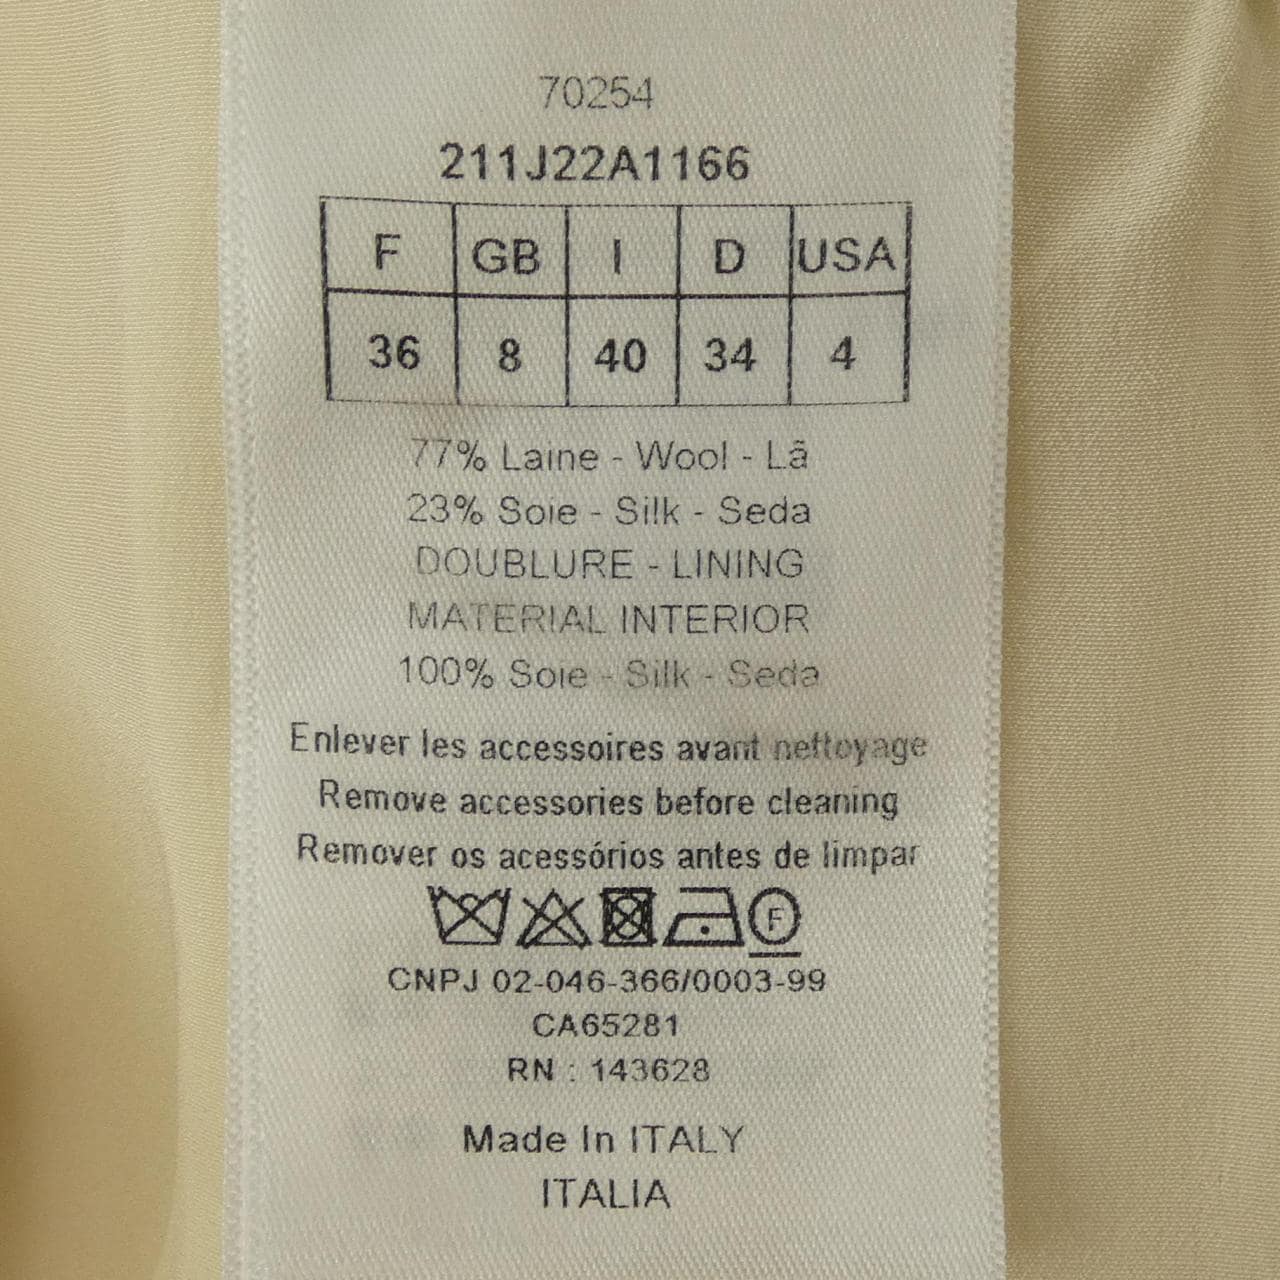 70254
211J22A1166
F GB I D USA
36 8 40 34 4
77% Laine - Wool - Lã
23% Soie - Silk - Seda
DOUBLURE - LINING
MATERIAL INTERIOR
100% Soie - Silk - Seda
Enlever les accessoires avant nettoyage
Remove accessories before cleaning
Remover os acessórios antes de limpar
F
CNPJ 02-046-366/0003-99
CA65281
RN : 143628
Made In ITALY
ITALIA